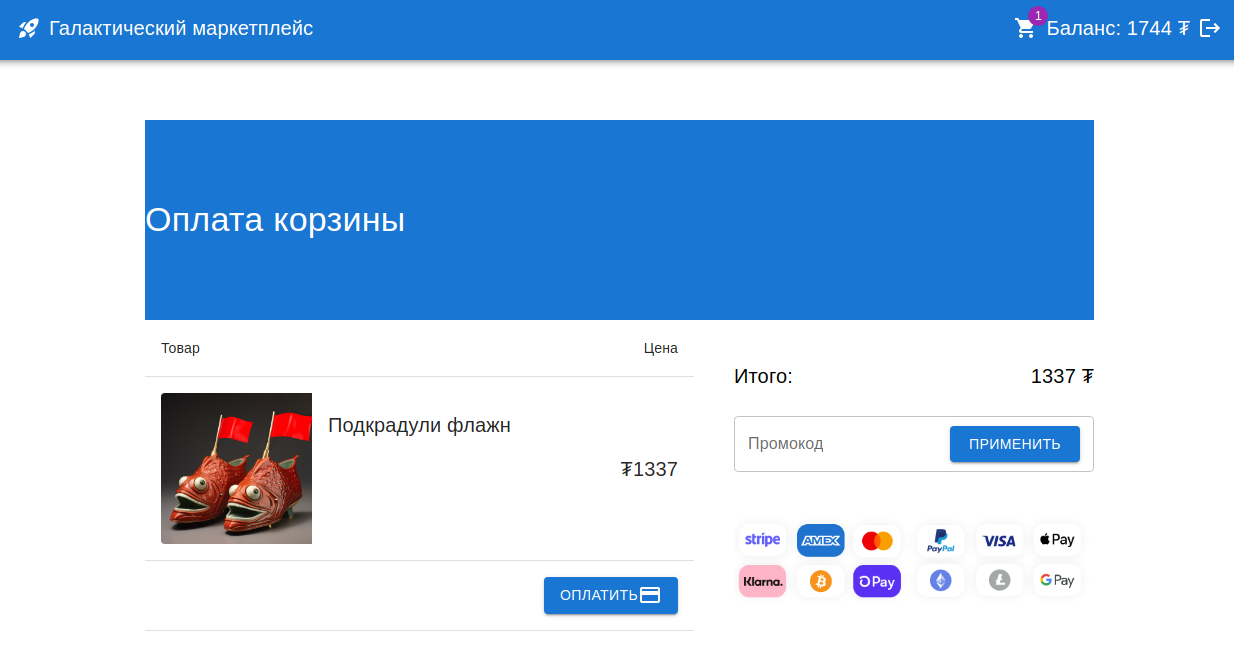 Галактический маркетплейс
1
Баланс: 1744 ₮
Оплата корзины
Товар Цена
Подкрадули флажн
₮1337
ОПЛАТИТЬ
Итого: 1337 ₮
Промокод ПРИМЕНИТЬ
stripe AMEX PayPal VISA Pay
Klarna. Pay G Pay